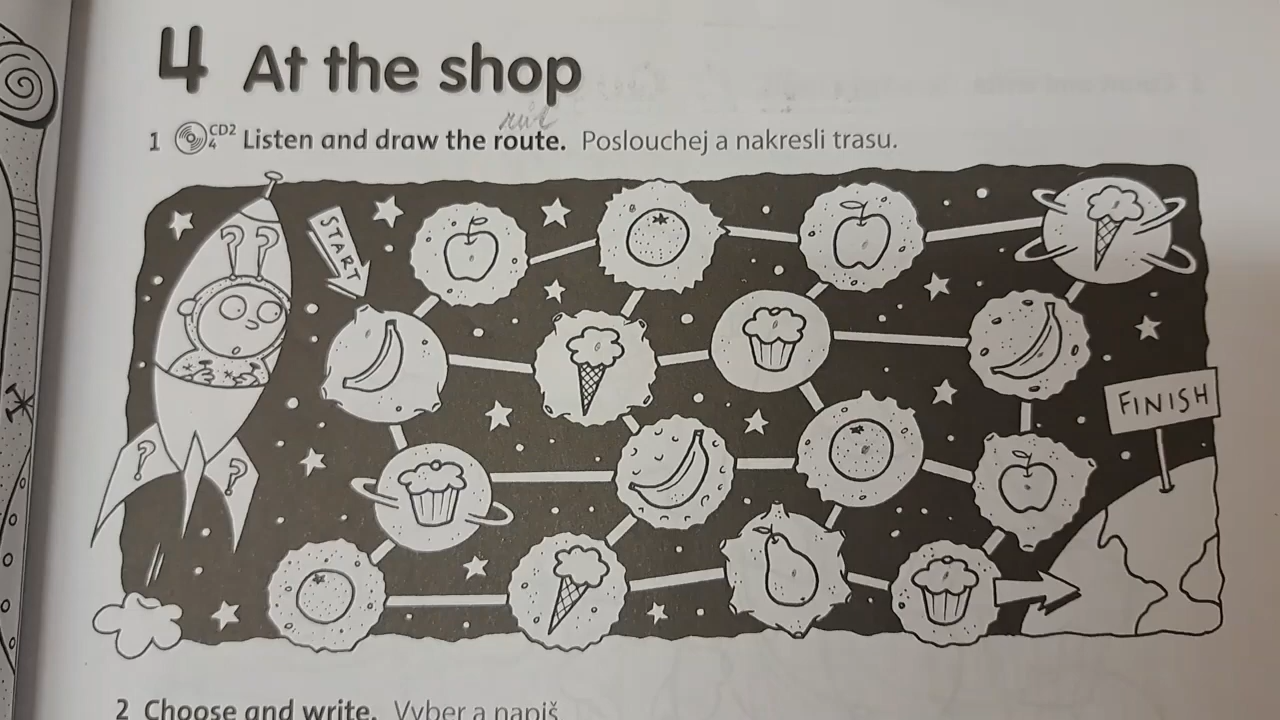 4 At the shop
rút
1 CD2 4 Listen and draw the route. Poslouchej a nakresli trasu.
START
FINISH
2 Choose and write. Vyber a napiš